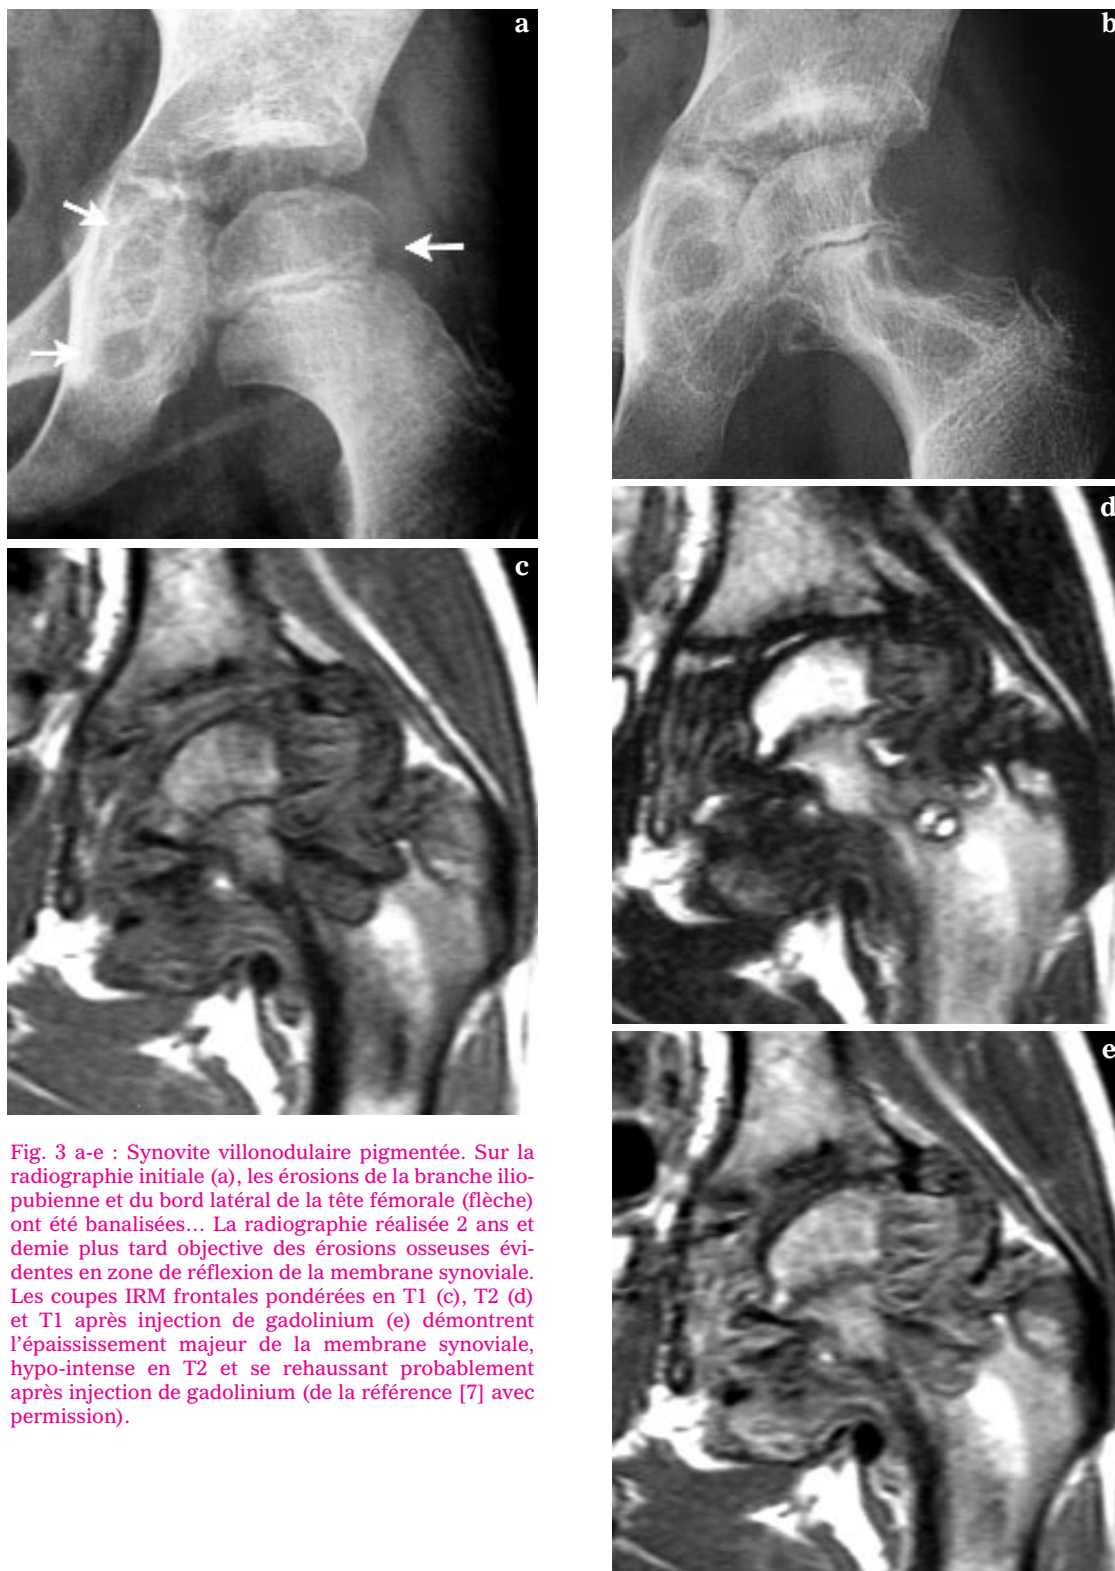 a
b
c
d
e
Fig. 3 a-e : Synovite villonodulaire pigmentée. Sur la
radiographie initiale (a), les érosions de la branche ilio-
pubienne et du bord latéral de la tête fémorale (flèche)
ont été banalisées… La radiographie réalisée 2 ans et
demie plus tard objective des érosions osseuses évi-
dentes en zone de réflexion de la membrane synoviale.
Les coupes IRM frontales pondérées en T1 (c), T2 (d)
et T1 après injection de gadolinium (e) démontrent
l'épaississement majeur de la membrane synoviale,
hypo-intense en T2 et se rehaussant probablement
après injection de gadolinium (de la référence [7] avec
permission).